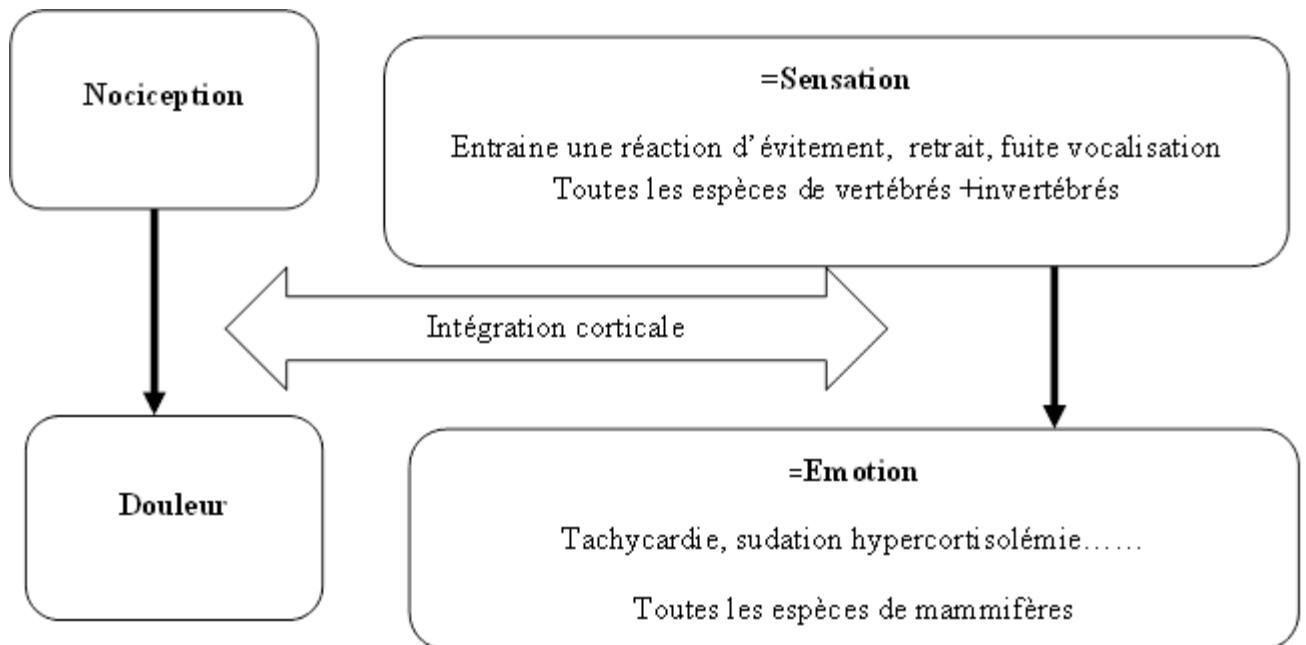 Nociception
=Sensation
Entraine une réaction d'évitement, retrait, fuite vocalisation
Toutes les espèces de vertébrés +invertébrés
Intégration corticale
Douleur
=Emotion
Tachycardie, sudation hypercortisolémie……
Toutes les espèces de mammifères